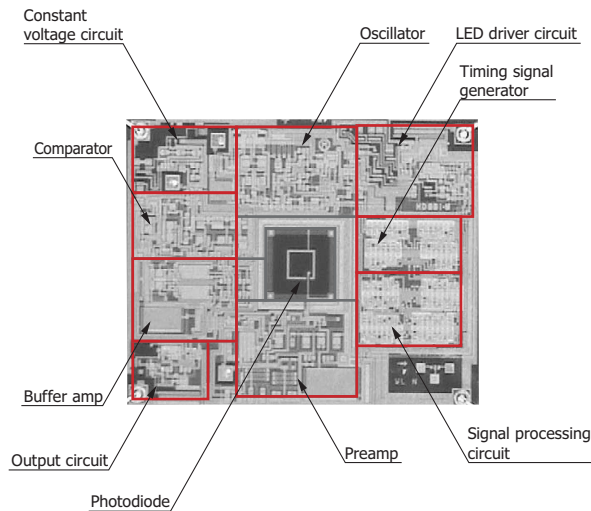 Constant
voltage circuit
Oscillator
LED driver circuit
Timing signal
generator
Comparator
Buffer amp
Output circuit
Photodiode
Preamp
Signal processing
circuit
WL N